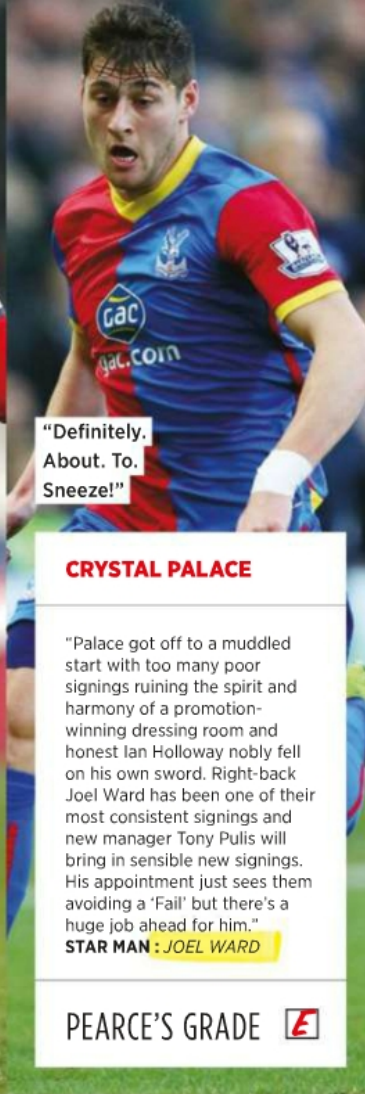 GAC
gac.com
“Definitely.
About. To.
Sneeze!”
CRYSTAL PALACE
“Palace got off to a muddled
start with too many poor
signings ruining the spirit and
harmony of a promotion-
winning dressing room and
honest Ian Holloway nobly fell
on his own sword. Right-back
Joel Ward has been one of their
most consistent signings and
new manager Tony Pulis will
bring in sensible new signings.
His appointment just sees them
avoiding a ‘Fail’ but there’s a
huge job ahead for him.”
STAR MAN : JOEL WARD
PEARCE’S GRADE E